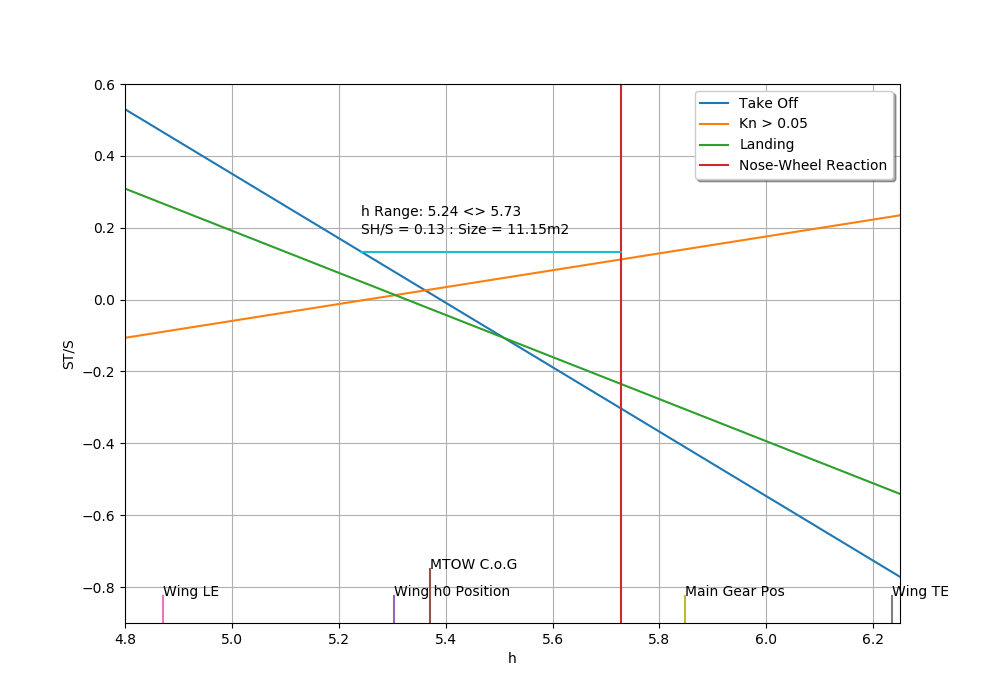 0.6
0.4
0.2
0.0
−0.2
−0.4
−0.6
−0.8
ST/S
Take Off
Kn > 0.05
Landing
Nose-Wheel Reaction
h Range: 5.24 <> 5.73
SH/S = 0.13 : Size = 11.15m2
MTOW C.o.G
Wing LE
Wing h0 Position
Main Gear Pos
Wing TE
4.8 5.0 5.2 5.4 5.6 5.8 6.0 6.2
h